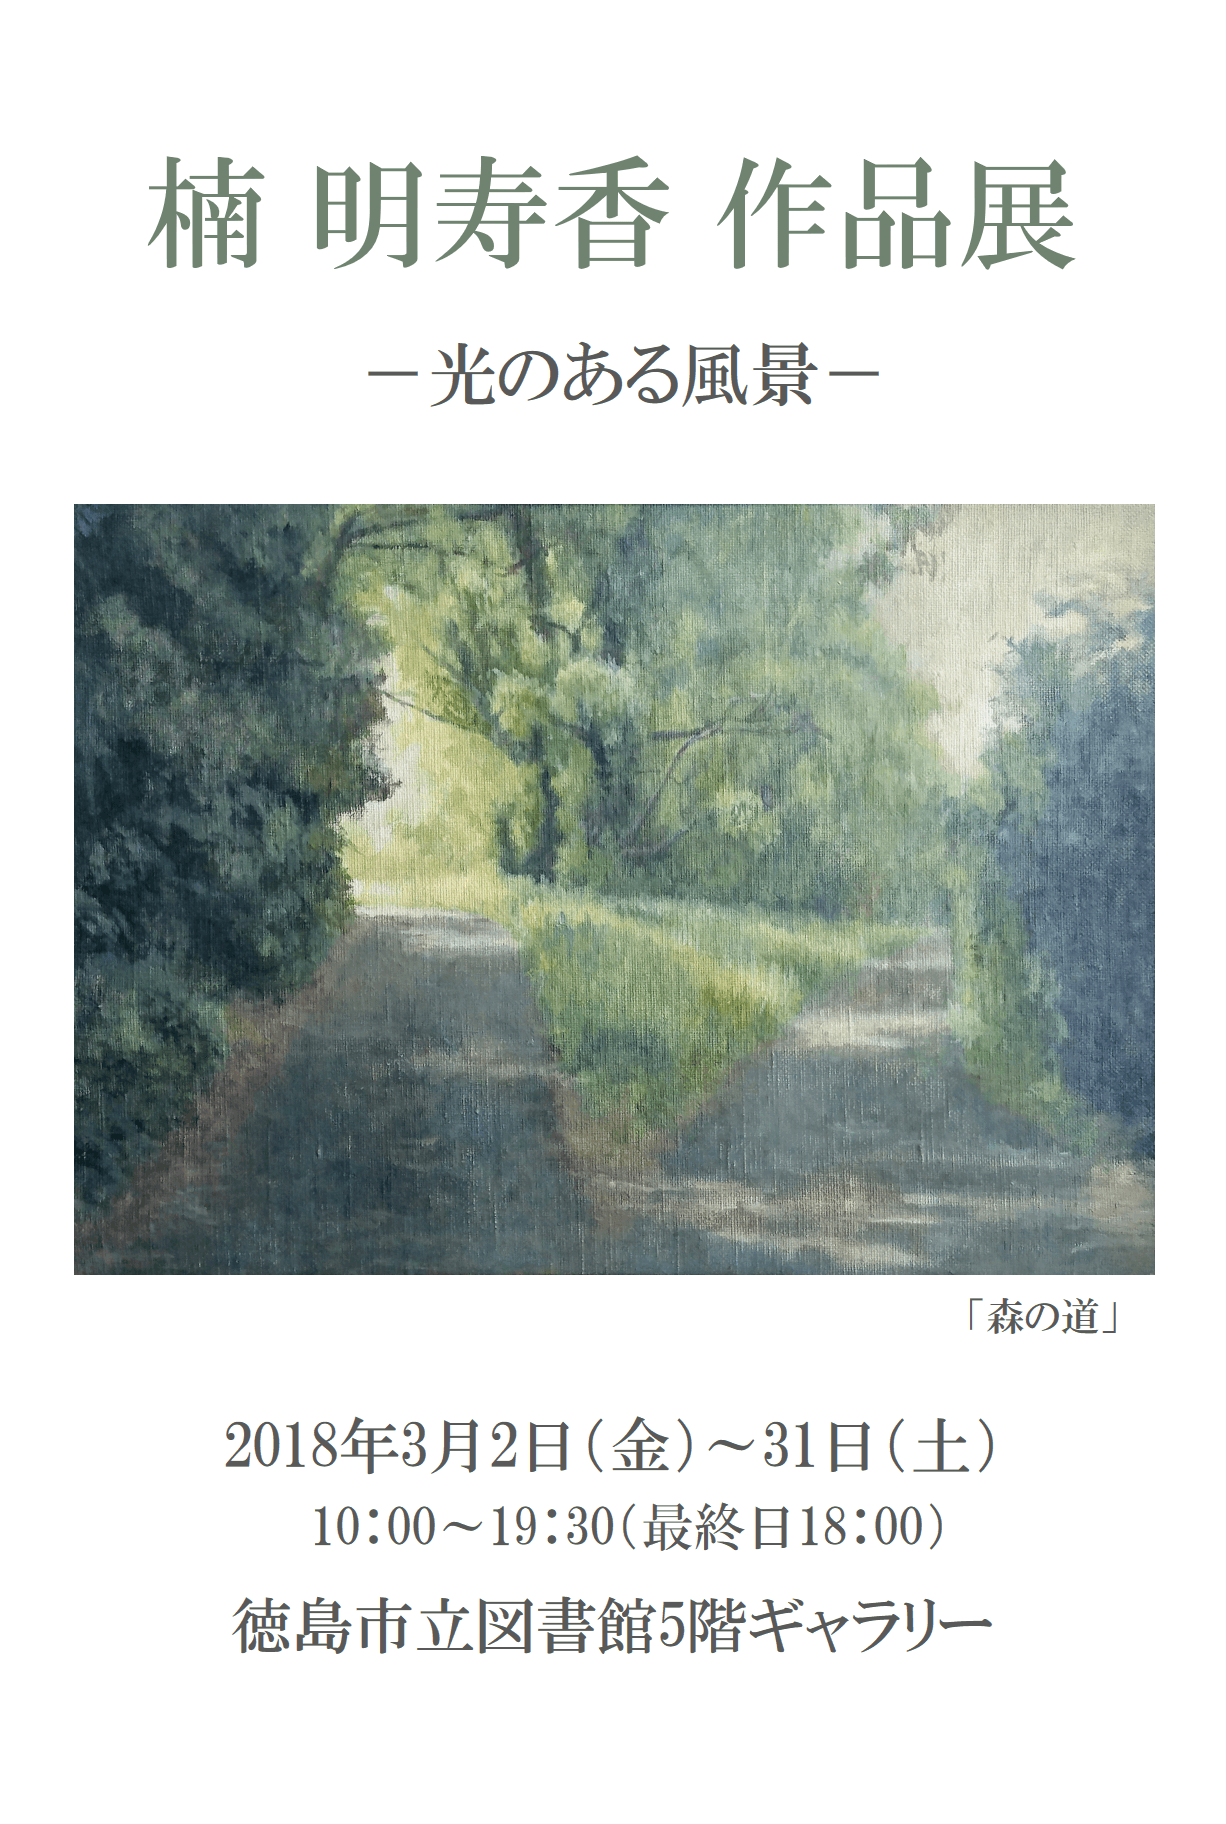 楠 明寿香 作品展
－光のある風景－
「森の道」
2018年3月2日（金）～31日（土）
10：00～19：30（最終日18：00）
徳島市立図書館5階ギャラリー